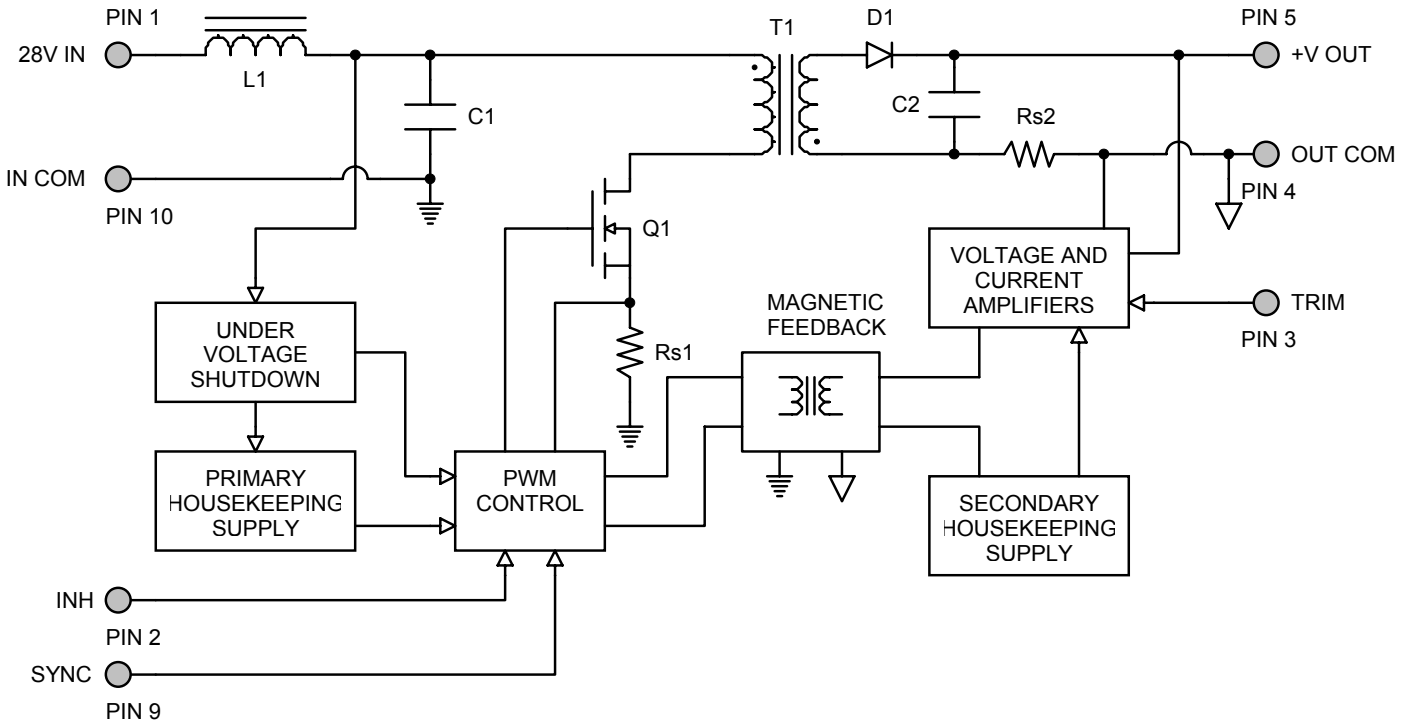 PIN 1
28V IN
L1
C1
IN COM
PIN 10
T1
D1
PIN 5
+V OUT
C2
Rs2
OUT COM
PIN 4
Q1
VOLTAGE AND
CURRENT
AMPLIFIERS
TRIM
PIN 3
MAGNETIC
FEEDBACK
UNDER
VOLTAGE
SHUTDOWN
Rs1
PRIMARY
HOUSEKEEPING
SUPPLY
PWM
CONTROL
SECONDARY
HOUSEKEEPING
SUPPLY
INH
PIN 2
SYNC
PIN 9